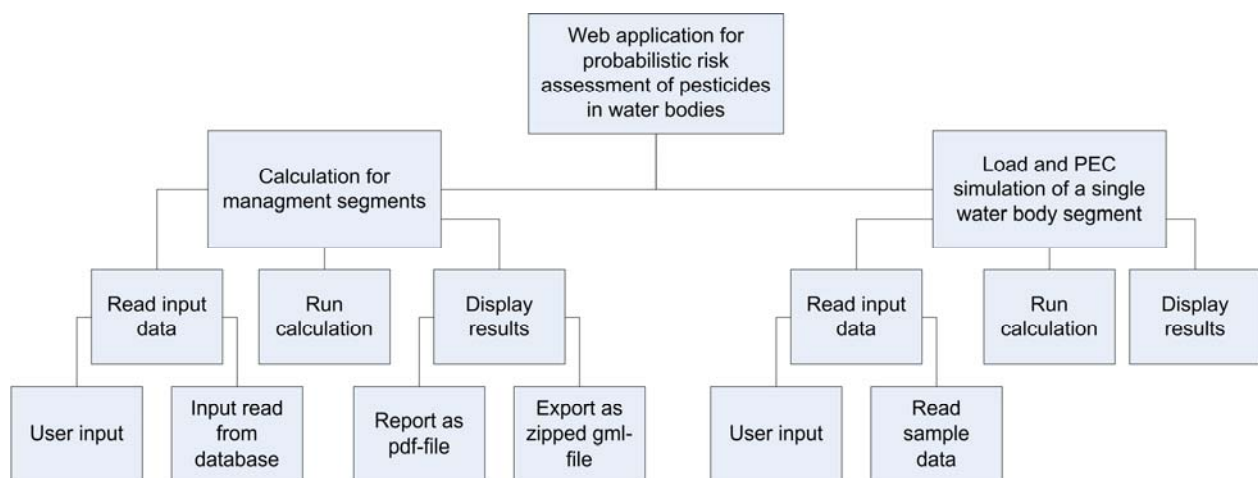 Web application for
probabilistic risk
assessment of pesticides
in water bodies
Calculation for
managment segments
Load and PEC
simulation of a single
water body segment
Read input
data
Run
calculation
Display
results
Read input
data
Run
calculation
Display
results
User input
Input read
from
database
Report as
pdf-file
Export as
zipped gml-
file
User input
Read
sample
data